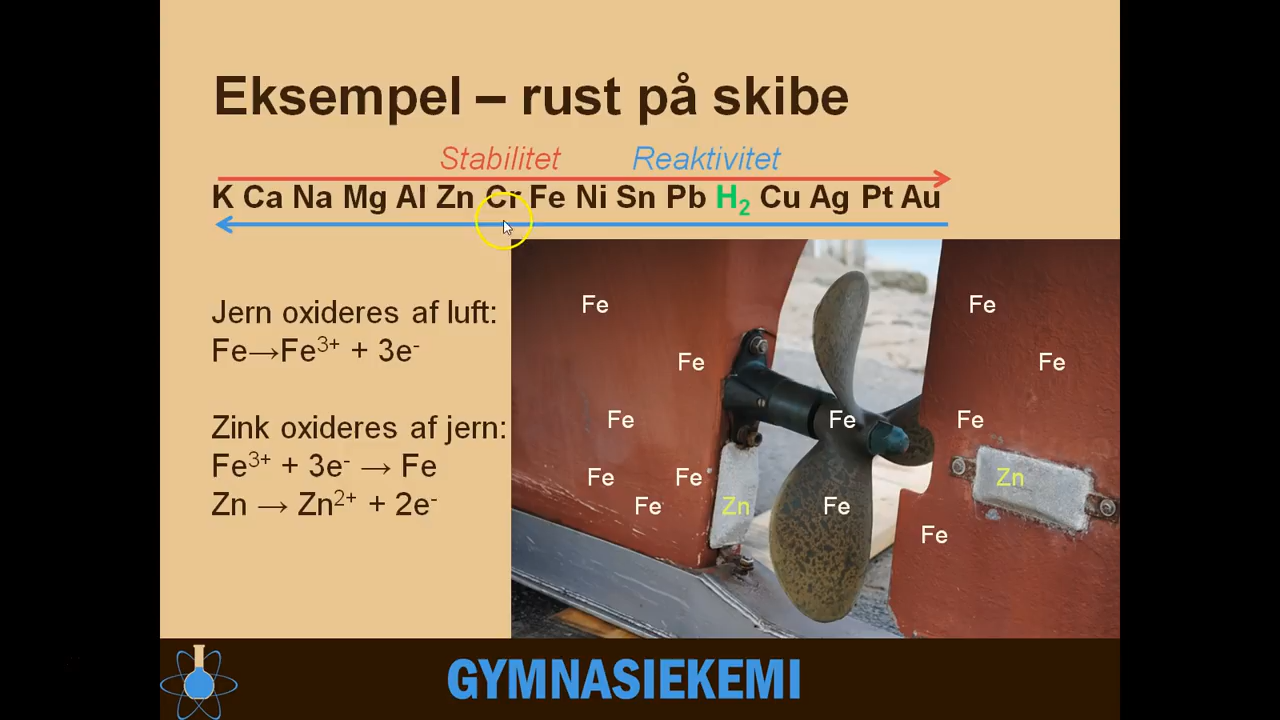 Eksempel – rust på skibe
Stabilitet Reaktivitet
K Ca Na Mg Al Zn Cr Fe Ni Sn Pb H₂ Cu Ag Pt Au
Jern oxideres af luft:
Fe→Fe³⁺ + 3e⁻
Zink oxideres af jern:
Fe³⁺ + 3e⁻ → Fe
Zn → Zn²⁺ + 2e⁻
Fe Fe
Fe Fe
Fe Fe Fe
Fe Fe Zn
Fe Zn Fe
Fe
GYMNASIEKEMI